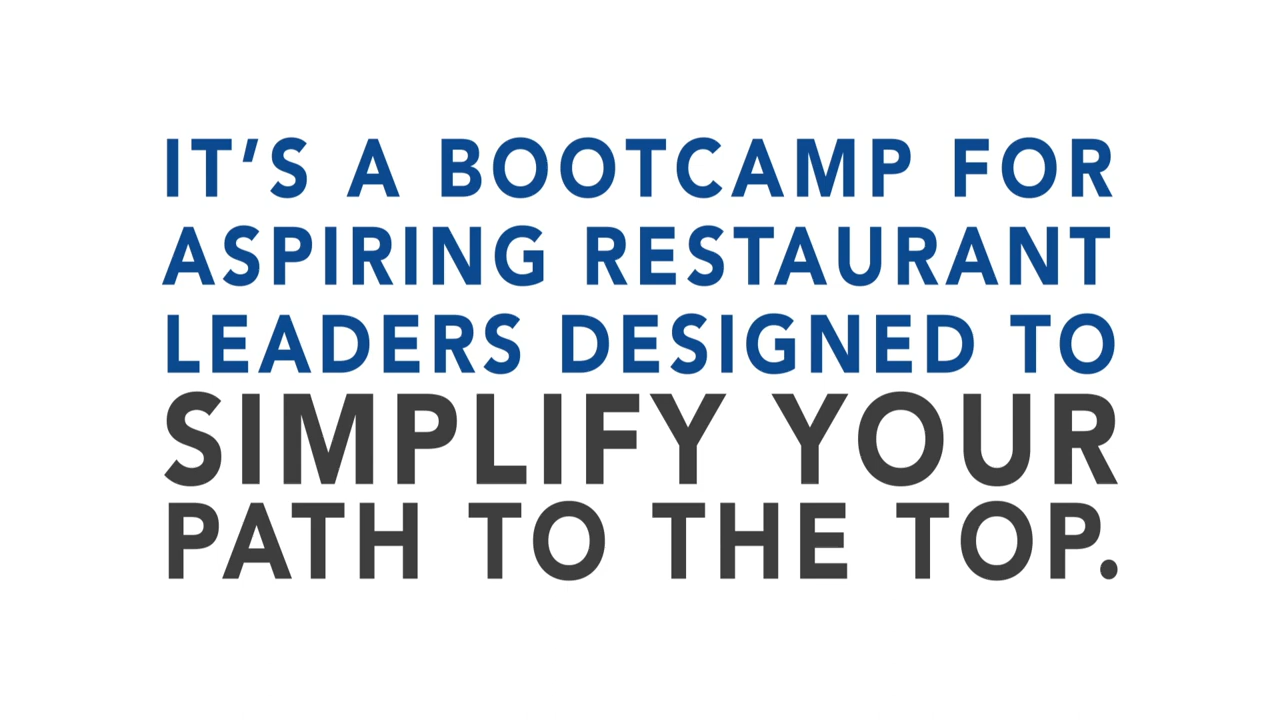 IT’S A BOOTCAMP FOR
ASPIRING RESTAURANT
LEADERS DESIGNED TO
SIMPLIFY YOUR
PATH TO THE TOP.